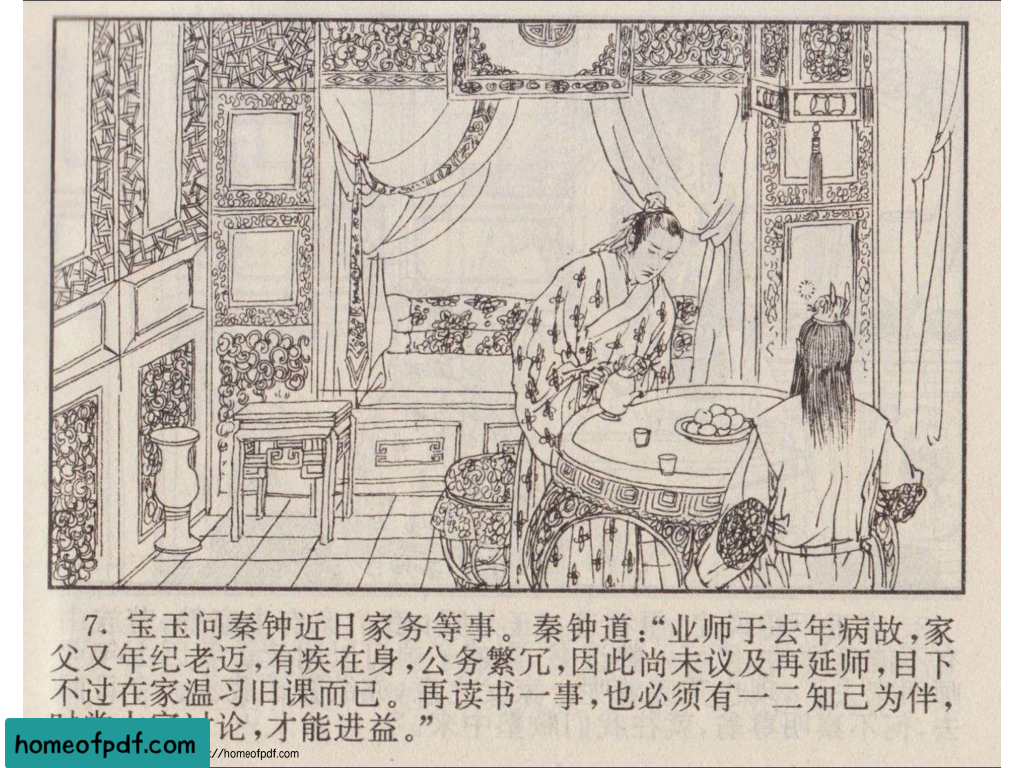 7. 宝玉问秦钟近日家务等事。秦钟道：“业师于去年病故，家
父又年纪老迈，有疾在身，公务繁冗，因此尚未议及再延师，目下
不过在家温习旧课而已。再读书一事，也必须有一二知己为伴，
论，才能进益。”
homeofpdf.com
://homeofpdf.com